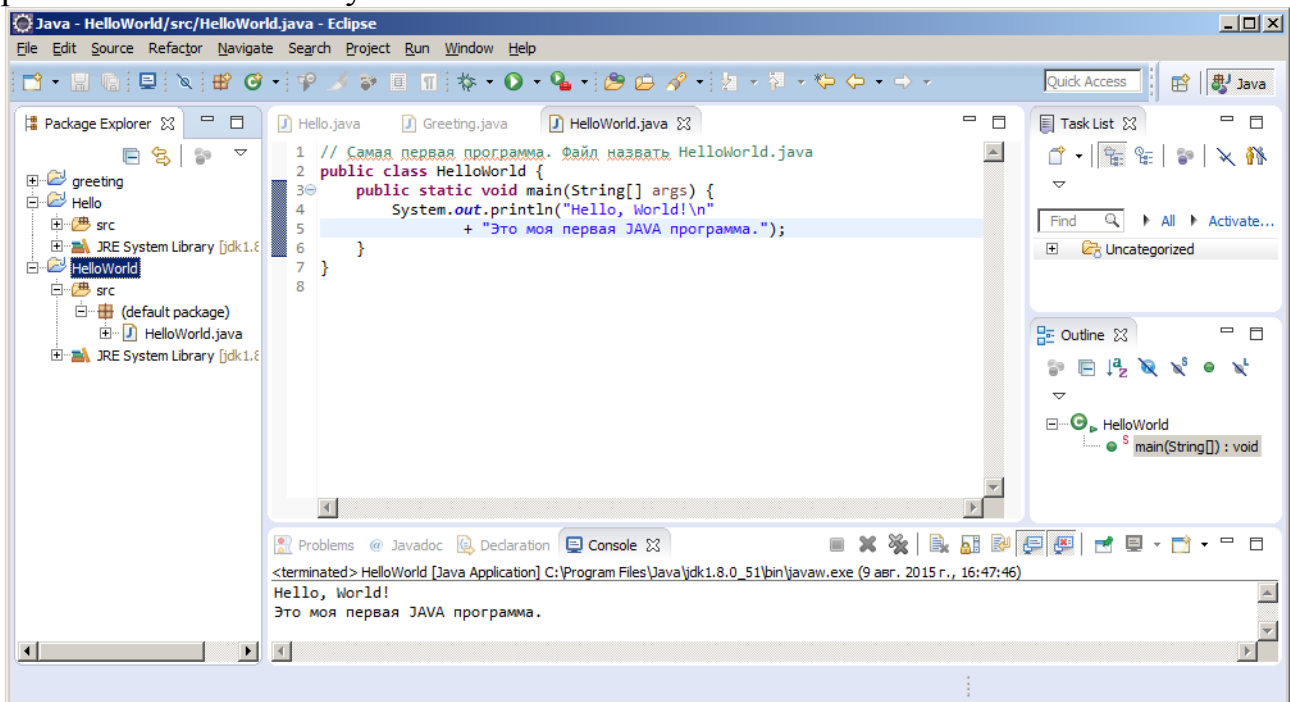 Java - HelloWorld/src/HelloWorld.java - Eclipse
File Edit Source Refactor Navigate Search Project Run Window Help
Quick Access
Java
Package Explorer
greeting
Hello
src
JRE System Library [jdk1.8
HelloWorld
src
(default package)
HelloWorld.java
JRE System Library [jdk1.8
Hello.java Greeting.java HelloWorld.java
1 // Самая первая программа. Файл назвать HelloWorld.java
2 public class HelloWorld {
3 public static void main(String[] args) {
4 System.out.println("Hello, World!\n"
5 + "Это моя первая JAVA программа.");
6 }
7 }
8
Task List
Find All Activate...
Uncategorized
Outline
HelloWorld
main(String[]) : void
Problems @ Javadoc Declaration Console
<terminated> HelloWorld [Java Application] C:\Program Files\Java\jdk1.8.0_51\bin\javaw.exe (9 авг. 2015 г., 16:47:46)
Hello, World!
Это моя первая JAVA программа.